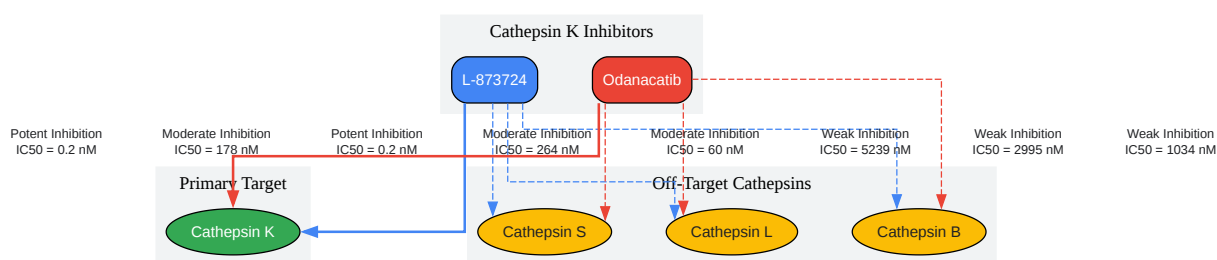 Cathepsin K Inhibitors
L-873724
Odanacatib
Potent Inhibition
IC50 = 0.2 nM
Moderate Inhibition
IC50 = 178 nM
Potent Inhibition
IC50 = 0.2 nM
Moderate Inhibition
IC50 = 264 nM
Moderate Inhibition
IC50 = 60 nM
Weak Inhibition
IC50 = 5239 nM
Weak Inhibition
IC50 = 2995 nM
Weak Inhibition
IC50 = 1034 nM
Primary Target
Off-Target Cathepsins
Cathepsin K
Cathepsin S
Cathepsin L
Cathepsin B